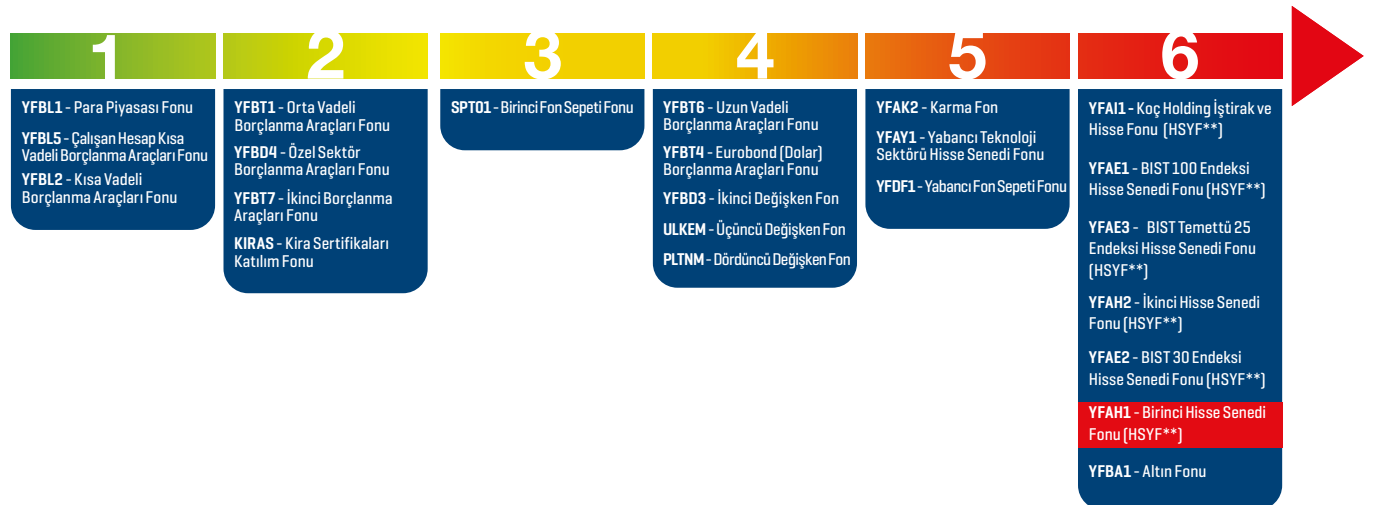 1
2
3
4
5
6
YFBL1 - Para Piyasası Fonu
YFBL5 - Çalışan Hesap Kısa
Vadeli Borçlanma Araçları Fonu
YFBL2 - Kısa Vadeli
Borçlanma Araçları Fonu
YFBT1 - Orta Vadeli
Borçlanma Araçları Fonu
YFBD4 - Özel Sektör
Borçlanma Araçları Fonu
YFBT7 - İkinci Borçlanma
Araçları Fonu
KIRAS - Kira Sertifikaları
Katılım Fonu
SPT01 - Birinci Fon Sepeti Fonu
YFBT6 - Uzun Vadeli
Borçlanma Araçları Fonu
YFBT4 - Eurobond (Dolar)
Borçlanma Araçları Fonu
YFBD3 - İkinci Değişken Fon
ULKEM - Üçüncü Değişken Fon
PLTNM - Dördüncü Değişken Fon
YFAK2 - Karma Fon
YFAY1 - Yabancı Teknoloji
Sektörü Hisse Senedi Fonu
YFDF1 - Yabancı Fon Sepeti Fonu
YFAI1 - Koç Holding İştirak ve
Hisse Fonu (HSYF**)
YFAE1 - BIST 100 Endeksi
Hisse Senedi Fonu (HSYF**)
YFAE3 - BIST Temettü 25
Endeksi Hisse Senedi Fonu
(HSYF**)
YFAH2 - İkinci Hisse Senedi
Fonu (HSYF**)
YFAE2 - BIST 30 Endeksi
Hisse Senedi Fonu (HSYF**)
YFAH1 - Birinci Hisse Senedi
Fonu (HSYF**)
YFBA1 - Altın Fonu